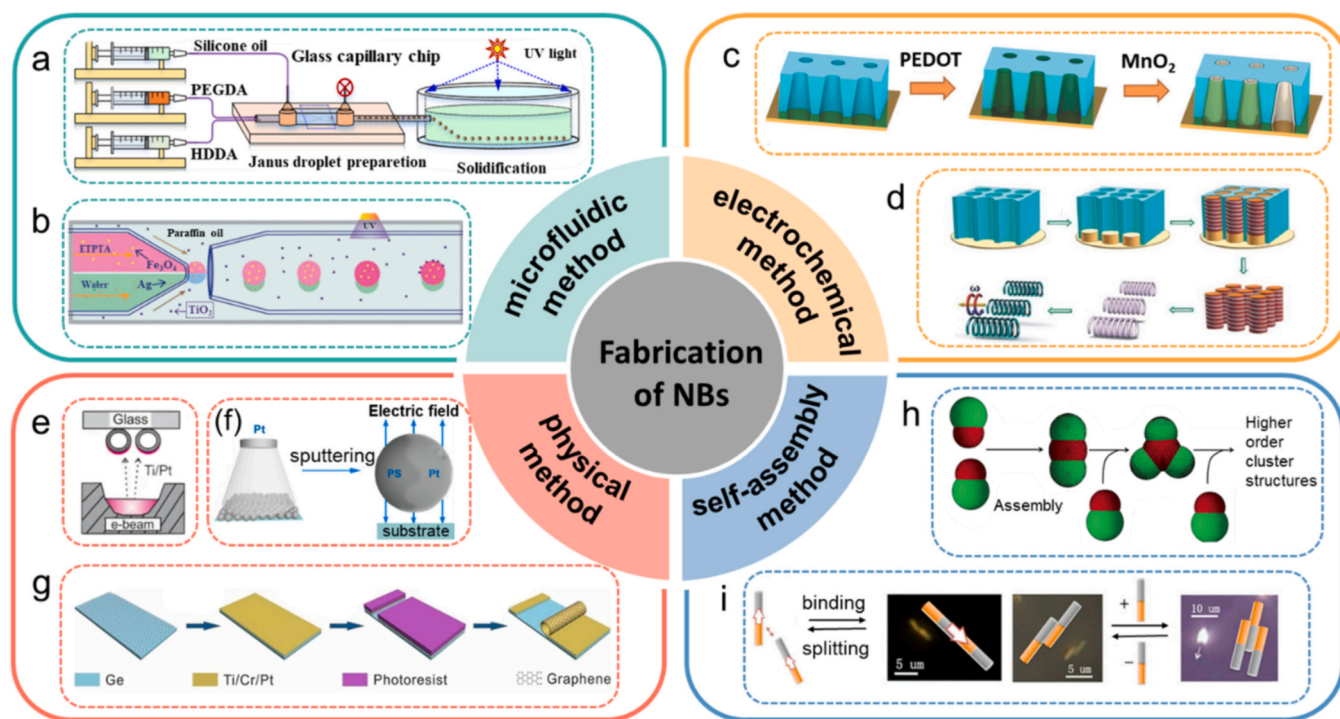 a
Silicone oil
Glass capillary chip
UV light
PEGDA
HDDA
Janus droplet preparetion
Solidification
b
Paraffin oil
UV
ETPTA
Fe3O4
Water
Ag
TiO2
c
PEDOT
MnO2
d
ω
microfluidic
method
electrochemical
method
Fabrication
of NBs
physical
method
self-assembly
method
e
Glass
Ti/Pt
e-beam
(f)
Pt
sputtering
Electric field
PS
Pt
substrate
g
Ge
Ti/Cr/Pt
Photoresist
Graphene
h
Assembly
Higher
order
cluster
structures
i
binding
splitting
5 um
5 um
+
−
10 um